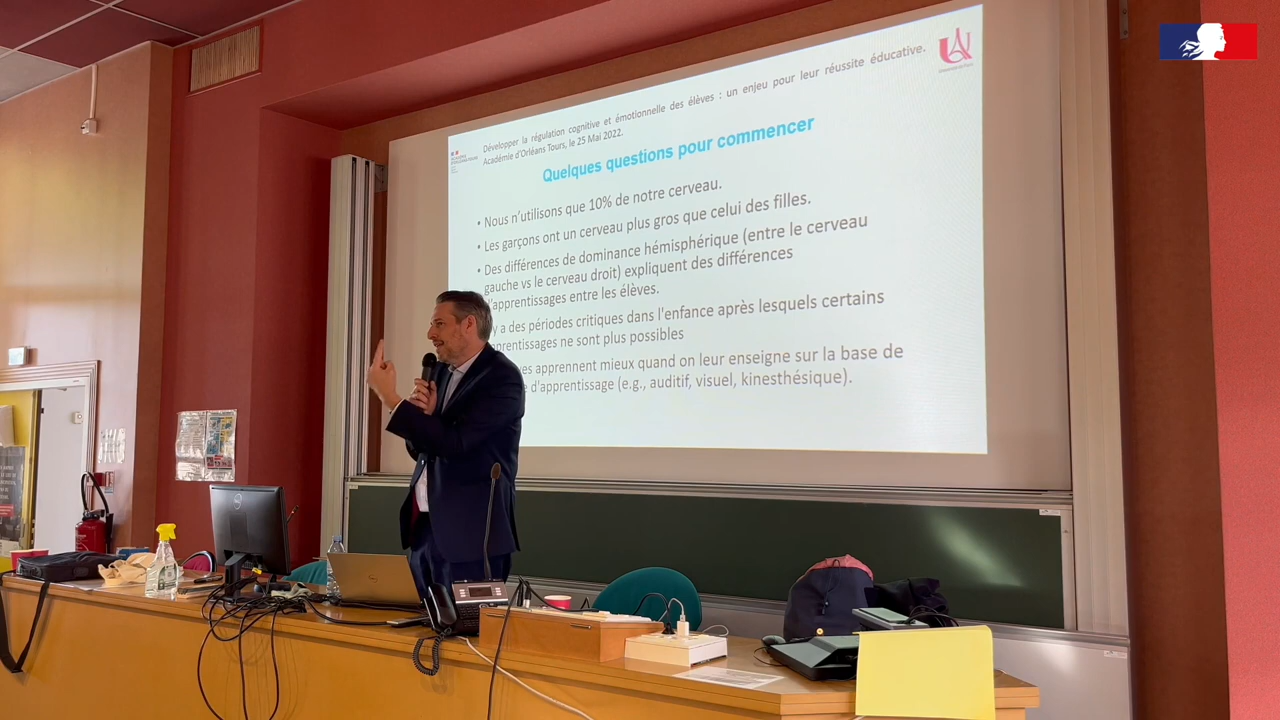 Développer la régulation cognitive et émotionnelle des élèves : un enjeu pour leur réussite éducative.
Académie d'Orléans Tours, le 25 Mai 2022.
Quelques questions pour commencer
• Nous n'utilisons que 10% de notre cerveau.
• Les garçons ont un cerveau plus gros que celui des filles.
• Des différences de dominance hémisphérique (entre le cerveau
gauche vs le cerveau droit) expliquent des différences
d'apprentissages entre les élèves.
y a des périodes critiques dans l'enfance après lesquels certains
ne sont plus possibles
apprennent mieux quand on leur enseigne sur la base de
d'apprentissage (e.g., auditif, visuel, kinesthésique).
DELL